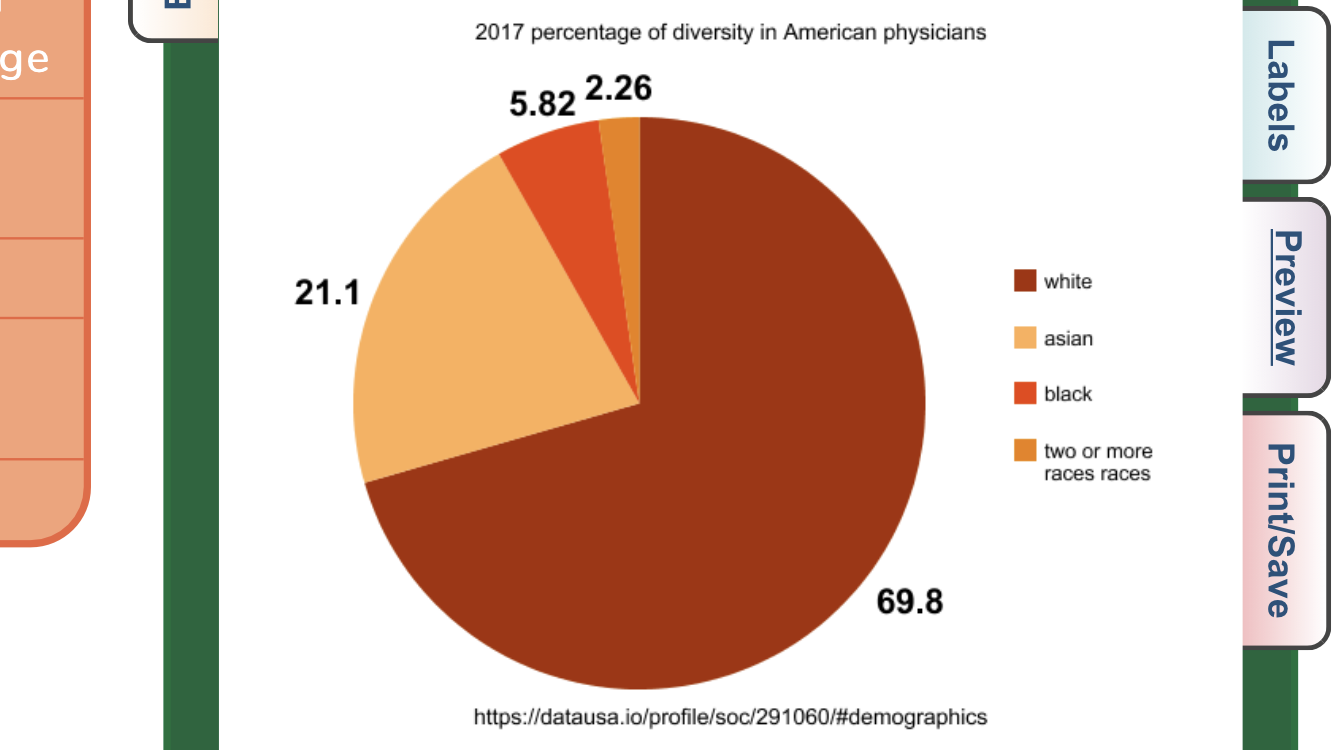 ge
2017 percentage of diversity in American physicians
5.82
2.26
21.1
69.8
white
asian
black
two or more
races races
https://datausa.io/profile/soc/291060/#demographics
Labels
Preview
Print/Save